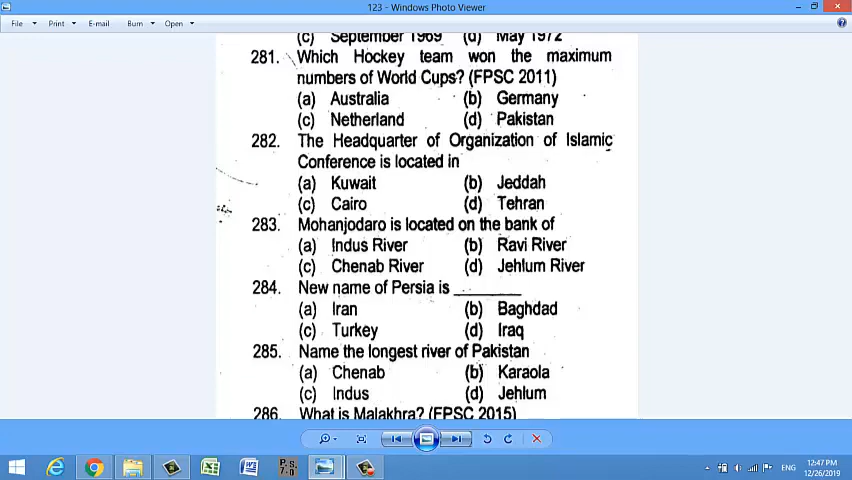 123 - Windows Photo Viewer
File Print E-mail Burn Open
(c) September 1969 (d) May 1972
281. Which Hockey team won the maximum
numbers of World Cups? (FPSC 2011)
(a) Australia (b) Germany
(c) Netherland (d) Pakistan
282. The Headquarter of Organization of Islamic
Conference is located in
(a) Kuwait (b) Jeddah
(c) Cairo (d) Tehran
283. Mohanjodaro is located on the bank of
(a) Indus River (b) Ravi River
(c) Chenab River (d) Jehlum River
284. New name of Persia is ________
(a) Iran (b) Baghdad
(c) Turkey (d) Iraq
285. Name the longest river of Pakistan
(a) Chenab (b) Karaola
(c) Indus (d) Jehlum
286. What is Malakhra? (FPSC 2015)
ENG 12:47 PM
12/26/2019